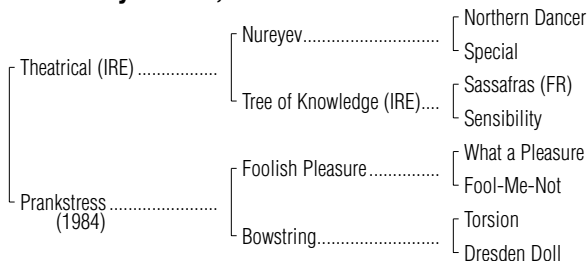 Northern Dancer
Nureyev
Special
Theatrical (IRE)
Sassafras (FR)
Tree of Knowledge (IRE)
Sensibility
What a Pleasure
Foolish Pleasure
Fool-Me-Not
Prankstress
(1984)
Torsion
Bowstring
Dresden Doll